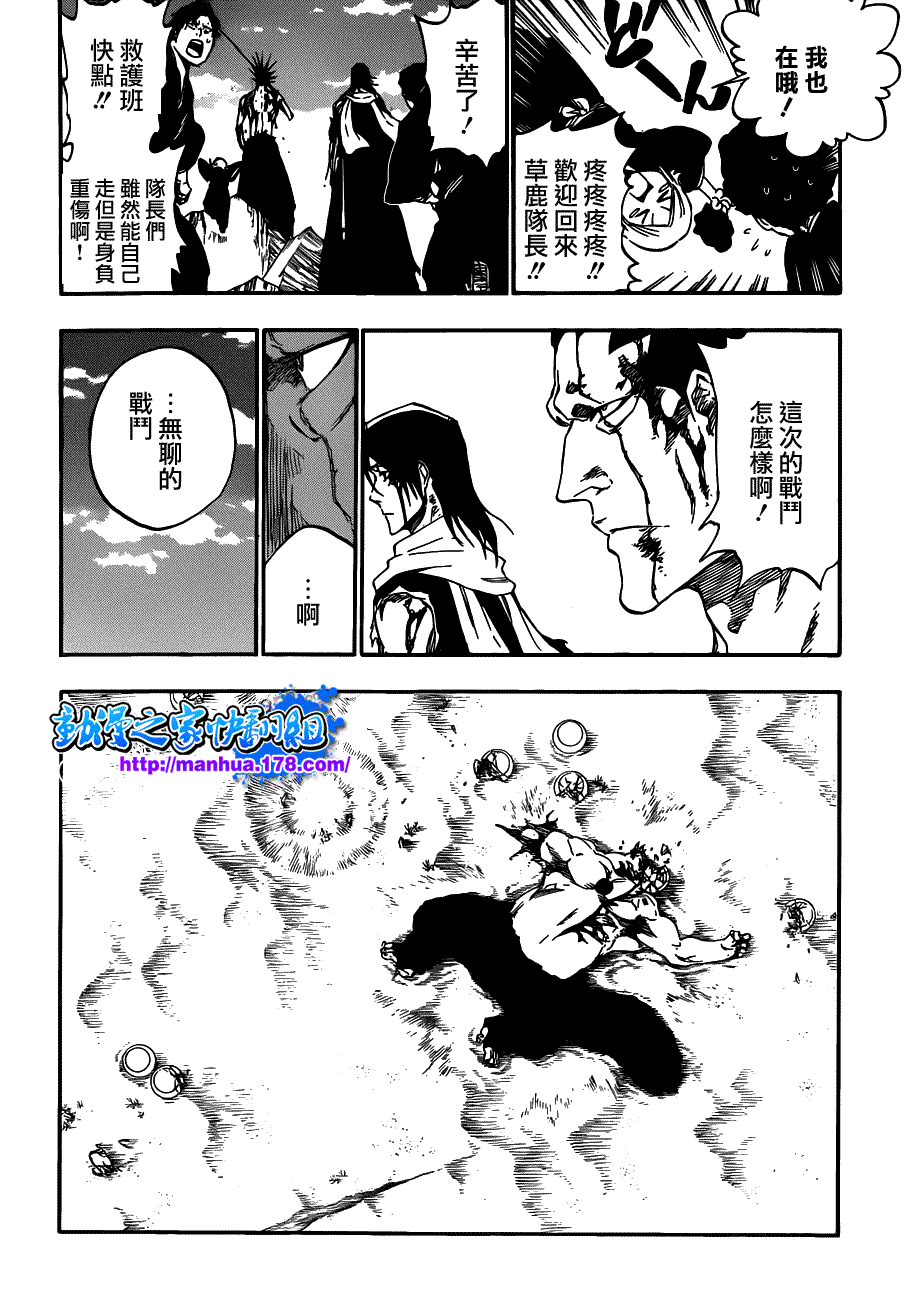 我也
在哦！
疼疼疼疼！！
歡迎回來
草鹿隊長！！
辛苦了！
救護班
快點！！
隊長們
雖然能自己
走但是身負
重傷啊！
這次的戰鬥
怎麼樣啊！
…啊
…無聊的
戰鬥
動漫之家快翻組
http://manhua.178.com/